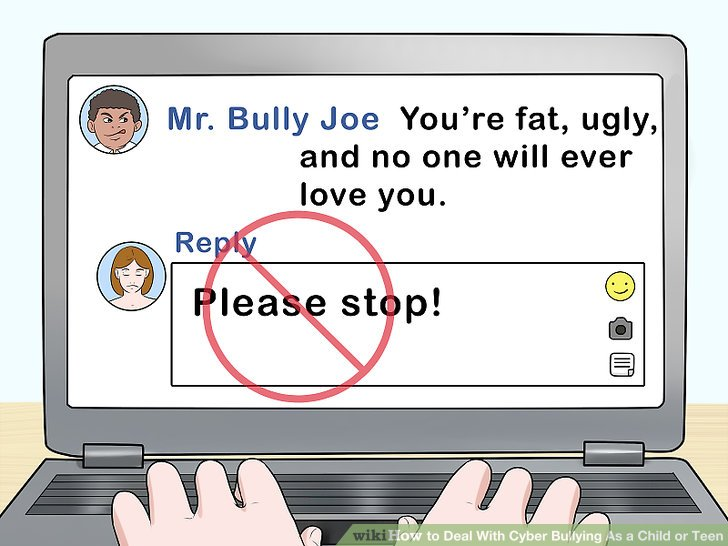 Mr. Bully Joe You're fat, ugly,
and no one will ever
love you.
Reply
Please stop!
wikiHow to Deal With Cyber Bullying As a Child or Teen